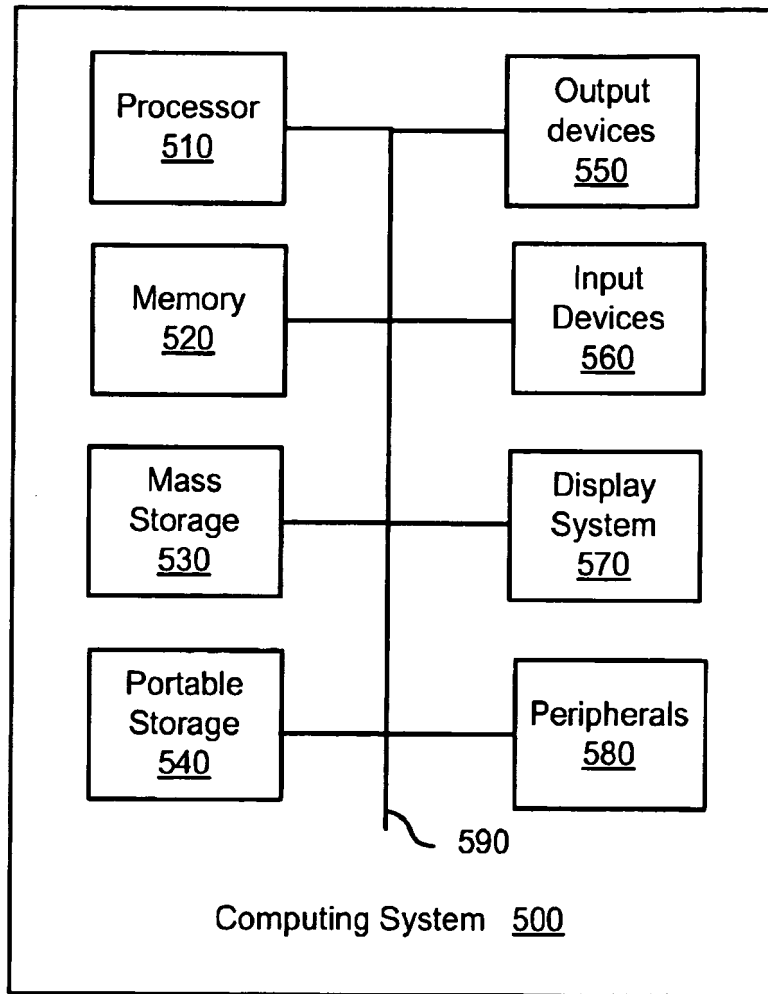 Processor
510
Output
devices
550
Memory
520
Input
Devices
560
Mass
Storage
530
Display
System
570
Portable
Storage
540
Peripherals
580
590
Computing System 500